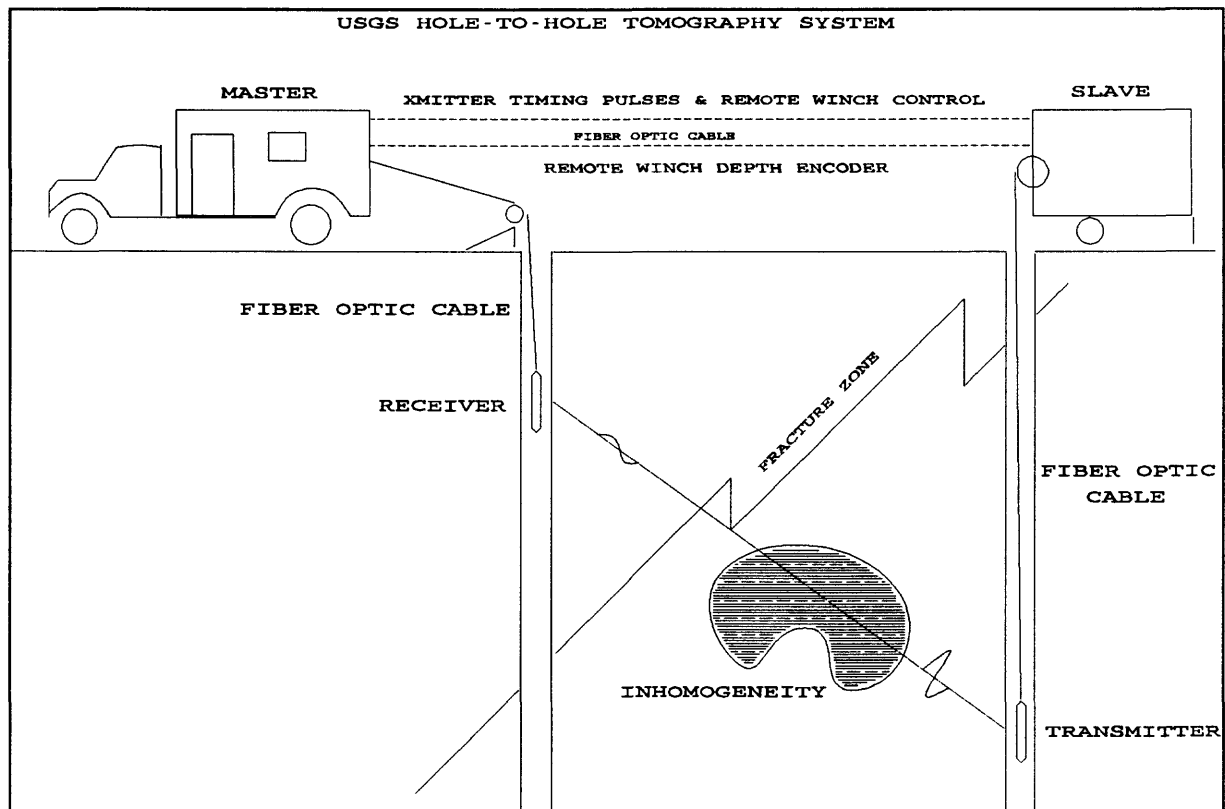 USGS HOLE-TO-HOLE TOMOGRAPHY SYSTEM
MASTER
XMITTER TIMING PULSES & REMOTE WINCH CONTROL
SLAVE
FIBER OPTIC CABLE
REMOTE WINCH DEPTH ENCODER
FIBER OPTIC CABLE
RECEIVER
FRACTURE ZONE
FIBER OPTIC
CABLE
INHOMOGENEITY
TRANSMITTER